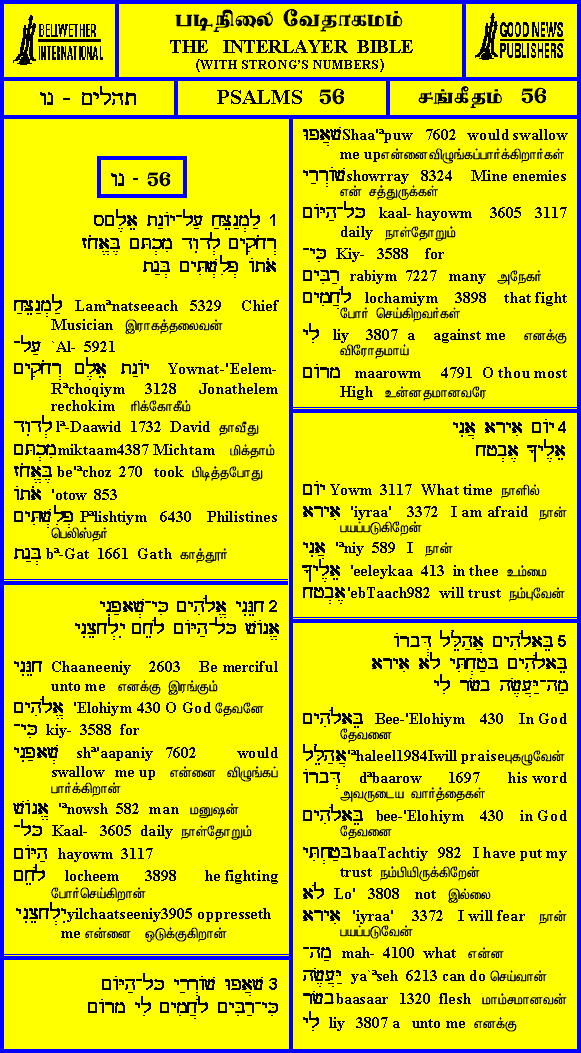 BELLWETHER
INTERNATIONAL
படிநிலை வேதாகமம்
THE INTERLAYER BIBLE
(WITH STRONG'S NUMBERS)
GOOD NEWS
PUBLISHERS
תהלים - נו
PSALMS 56
சங்கீதம் 56
נו - 56
1 לַמְנַצֵּחַ עַל־יוֹנַת אֵלֶם
רְחֹקִים לְדָוִד מִכְתָּם בֶּאֱחֹז
אֹתוֹ פְלִשְׁתִּים בְּגַת
לַמְנַצֵּחַ Lamªnatseeach 5329 Chief
Musician இராகத்தலைவன்
עַל־ `Al- 5921
יוֹנַת אֵלֶם רְחֹקִים Yownat-'Eelem-
Rªchoqiym 3128 Jonathelem
rechokim ரிக்கோகீம்
לְדָוִד lª-Daawid 1732 David தாவீது
מִכְתָּם miktaam4387 Michtam மிக்தாம்
בֶּאֱחֹז be'ªchoz 270 took பிடித்தபோது
אֹתוֹ 'otow 853
פְלִשְׁתִּים Pªlishtiym 6430 Philistines
பெலிஸ்தர்
בְּגַת bª-Gat 1661 Gath காத்தூர்
2 חָנֵּנִי אֱלֹהִים כִּי־שְׁאָפַנִי
אֱנוֹשׁ כָּל־הַיּוֹם לֹחֵם יִלְחָצֵנִי
חָנֵּנִי Chaaneeniy 2603 Be merciful
unto me எனக்கு இரங்கும்
אֱלֹהִים 'Elohiym 430 O God தேவனே
כִּי־ kiy- 3588 for
שְׁאָפַנִי shª'aapaniy 7602 would
swallow me up என்னை விழுங்கப்
பார்க்கிறான்
אֱנוֹשׁ 'ªnowsh 582 man மனுஷன்
כָּל־ Kaal- 3605 daily நாள்தோறும்
הַיּוֹם hayowm 3117
לֹחֵם locheem 3898 he fighting
போர்செய்கிறான்
יִלְחָצֵנִי yilchaatseeniy3905 oppresseth
me என்னை ஒடுக்குகிறான்
3 שָׁאֲפוּ שׁוֹרְרַי כָּל־הַיּוֹם
כִּי־רַבִּים לֹחֲמִים לִי מָרוֹם
שָׁאֲפוּ Shaa'ªpuw 7602 would swallow
me upஎன்னைவிழுங்கப்பார்க்கிறார்கள்
שׁוֹרְרַי showrray 8324 Mine enemies
என் சத்துருக்கள்
כָּל־הַיּוֹם kaal-hayowm 3605 3117
daily நாள்தோறும்
כִּי־ Kiy- 3588 for
רַבִּים rabiym 7227 many அநேகர்
לֹחֲמִים lochamiym 3898 that fight
போர் செய்கிறவர்கள்
לִי liy 3807 a against me எனக்கு
விரோதமாய்
מָרוֹם maarowm 4791 O thou most
High உன்னதமானவரே
4 יוֹם אִירָא אֲנִי
אֵלֶיךָ אֶבְטָח
יוֹם Yowm 3117 What time நாளில்
אִירָא 'iyraa' 3372 I am afraid நான்
பயப்படுகிறேன்
אֲנִי 'ªniy 589 I நான்
אֵלֶיךָ 'eeleykaa 413 in thee உம்மை
אֶבְטָח 'ebTaach982 will trust நம்புவேன்
5 בֵּאלֹהִים אֲהַלֵּל דְּבָרוֹ
בֵּאלֹהִים בָּטַחְתִּי לֹא אִירָא
מַה־יַּעֲשֶׂה בָשָׂר לִי
בֵּאלֹהִים Bee-'Elohiym 430 In God
தேவனை
אֲהַלֵּל 'ªhaleel1984Iwill praiseபுகழுவேன்
דְּבָרוֹ dªbaarow 1697 his word
அவருடைய வார்த்தைகள்
בֵּאלֹהִים bee-'Elohiym 430 in God
தேவனை
בָּטַחְתִּי baaTachtiy 982 I have put my
trust நம்பியிருக்கிறேன்
לֹא Lo' 3808 not இல்லை
אִירָא 'iyraa' 3372 I will fear நான்
பயப்படுவேன்
מַה־ mah- 4100 what என்ன
יַּעֲשֶׂה ya`ªseh 6213 can do செய்வான்
בָשָׂר baasaar 1320 flesh மாம்சமானவன்
לִי liy 3807 a unto me எனக்கு